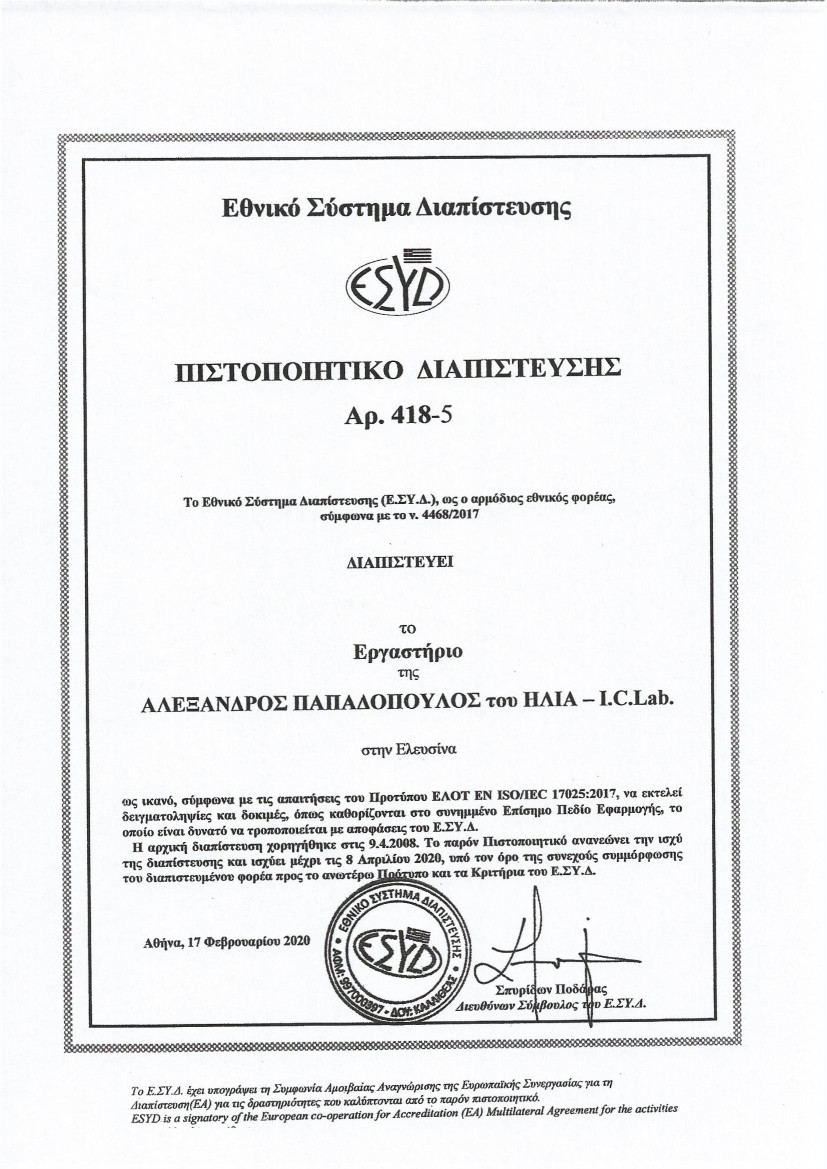 Εθνικό Σύστημα Διαπίστευσης
ΕΣΥD
ΠΙΣΤΟΠΟΙΗΤΙΚΟ ΔΙΑΠΙΣΤΕΥΣΗΣ
Αρ. 418-5
Το Εθνικό Σύστημα Διαπίστευσης (Ε.ΣΥ.Δ.), ως ο αρμόδιος εθνικός φορέας,
σύμφωνα με το ν. 4468/2017
ΔΙΑΠΙΣΤΕΥΕΙ
το
Εργαστήριο
της
ΑΛΕΞΑΝΔΡΟΣ ΠΑΠΑΔΟΠΟΥΛΟΣ του ΗΛΙΑ – I.C.Lab.
στην Ελευσίνα
ως ικανό, σύμφωνα με τις απαιτήσεις του Προτύπου ΕΛΟΤ ΕΝ ISO/IEC 17025:2017, να εκτελεί
δειγματοληψίες και δοκιμές, όπως καθορίζονται στο συνημμένο Επίσημο Πεδίο Εφαρμογής, το
οποίο είναι δυνατό να τροποποιείται με αποφάσεις του Ε.ΣΥ.Δ.
Η αρχική διαπίστευση χορηγήθηκε στις 9.4.2008. Το παρόν Πιστοποιητικό ανανεώνει την ισχύ
της διαπίστευσης και ισχύει μέχρι τις 8 Απριλίου 2020, υπό τον όρο της συνεχούς συμμόρφωσης
του διαπιστευμένου φορέα προς το ανωτέρω Πρότυπο και τα Κριτήρια του Ε.ΣΥ.Δ.
ΕΘΝΙΚΟ ΣΥΣΤΗΜΑ ΔΙΑΠΙΣΤΕΥΣΗΣ
ΕΣΥD
ΑΦΜ: 997000397 - ΔΟΥ: ΚΑΛΛΙΘΕΑΣ
Αθήνα, 17 Φεβρουαρίου 2020
Σπυρίδων Ποδάρας
Διευθύνων Σύμβουλος του Ε.ΣΥ.Δ.
Το Ε.ΣΥ.Δ. έχει υπογράψει τη Συμφωνία Αμοιβαίας Αναγνώρισης της Ευρωπαϊκής Συνεργασίας για τη
Διαπίστευση(ΕΑ) για τις δραστηριότητες που καλύπτονται από το παρόν πιστοποιητικό.
ESYD is a signatory of the European co-operation for Accreditation (EA) Multilateral Agreement for the activities